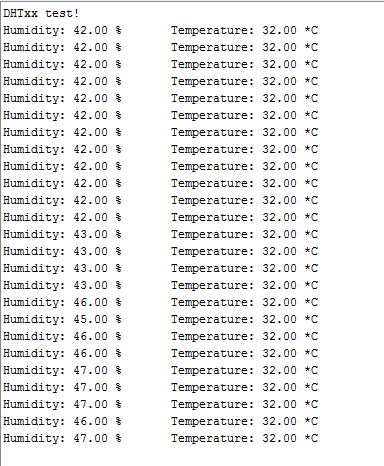 DHTxx test!
Humidity: 42.00 % Temperature: 32.00 *C
Humidity: 42.00 % Temperature: 32.00 *C
Humidity: 42.00 % Temperature: 32.00 *C
Humidity: 42.00 % Temperature: 32.00 *C
Humidity: 42.00 % Temperature: 32.00 *C
Humidity: 42.00 % Temperature: 32.00 *C
Humidity: 42.00 % Temperature: 32.00 *C
Humidity: 42.00 % Temperature: 32.00 *C
Humidity: 42.00 % Temperature: 32.00 *C
Humidity: 42.00 % Temperature: 32.00 *C
Humidity: 42.00 % Temperature: 32.00 *C
Humidity: 42.00 % Temperature: 32.00 *C
Humidity: 43.00 % Temperature: 32.00 *C
Humidity: 43.00 % Temperature: 32.00 *C
Humidity: 43.00 % Temperature: 32.00 *C
Humidity: 43.00 % Temperature: 32.00 *C
Humidity: 46.00 % Temperature: 32.00 *C
Humidity: 45.00 % Temperature: 32.00 *C
Humidity: 46.00 % Temperature: 32.00 *C
Humidity: 46.00 % Temperature: 32.00 *C
Humidity: 47.00 % Temperature: 32.00 *C
Humidity: 47.00 % Temperature: 32.00 *C
Humidity: 47.00 % Temperature: 32.00 *C
Humidity: 46.00 % Temperature: 32.00 *C
Humidity: 47.00 % Temperature: 32.00 *C